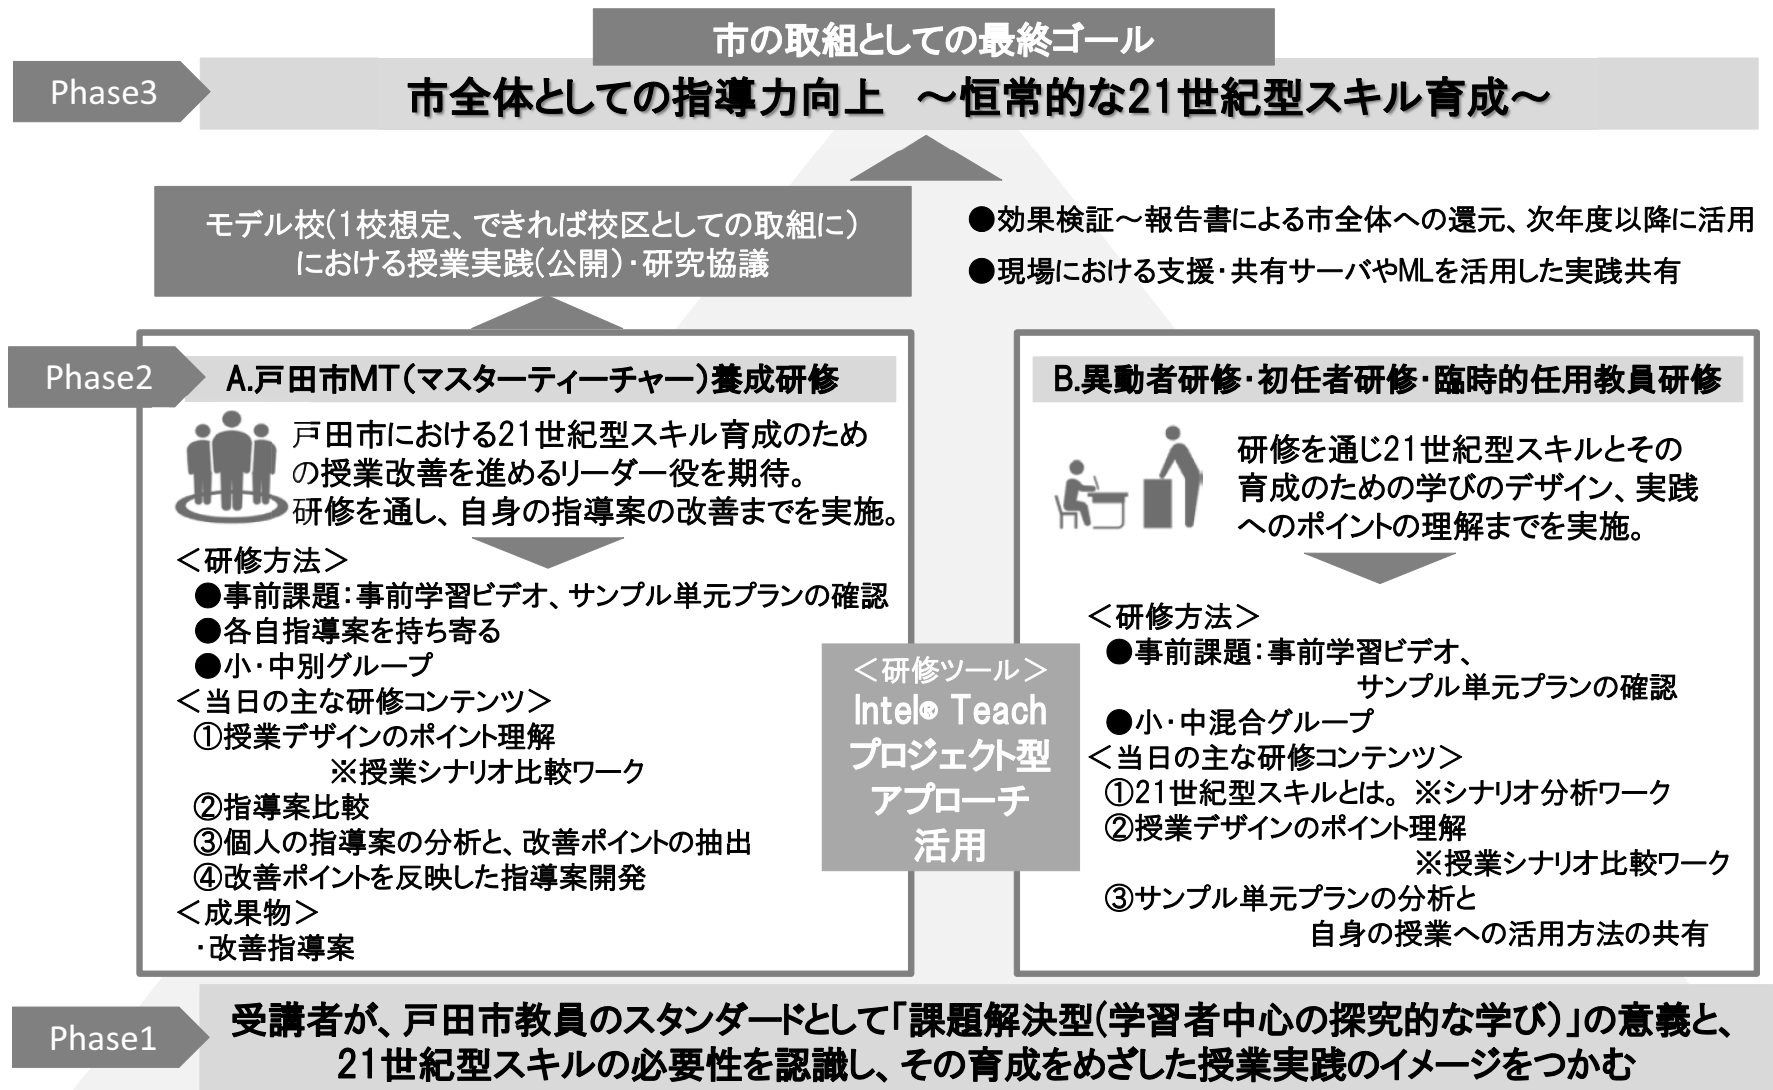 市の取組としての最終ゴール
Phase3
市全体としての指導力向上　～恒常的な21世紀型スキル育成～
モデル校(1校想定、できれば校区としての取組に)
における授業実践(公開)・研究協議
●効果検証～報告書による市全体への還元、次年度以降に活用
●現場における支援・共有サーバやMLを活用した実践共有
Phase2
A.戸田市MT(マスターティーチャー)養成研修
戸田市における21世紀型スキル育成のため
の授業改善を進めるリーダー役を期待。
研修を通し、自身の指導案の改善までを実施。
＜研修方法＞
●事前課題：事前学習ビデオ、サンプル単元プランの確認
●各自指導案を持ち寄る
●小・中別グループ
＜当日の主な研修コンテンツ＞
①授業デザインのポイント理解
※授業シナリオ比較ワーク
②指導案比較
③個人の指導案の分析と、改善ポイントの抽出
④改善ポイントを反映した指導案開発
＜成果物＞
・改善指導案
＜研修ツール＞
Intel® Teach
プロジェクト型
アプローチ
活用
B.異動者研修・初任者研修・臨時的任用教員研修
研修を通じ21世紀型スキルとその
育成のための学びのデザイン、実践
へのポイントの理解までを実施。
＜研修方法＞
●事前課題：事前学習ビデオ、
サンプル単元プランの確認
●小・中混合グループ
＜当日の主な研修コンテンツ＞
①21世紀型スキルとは。 ※シナリオ分析ワーク
②授業デザインのポイント理解
※授業シナリオ比較ワーク
③サンプル単元プランの分析と
自身の授業への活用方法の共有
Phase1
受講者が、戸田市教員のスタンダードとして「課題解決型(学習者中心の探究的な学び)」の意義と、
21世紀型スキルの必要性を認識し、その育成をめざした授業実践のイメージをつかむ